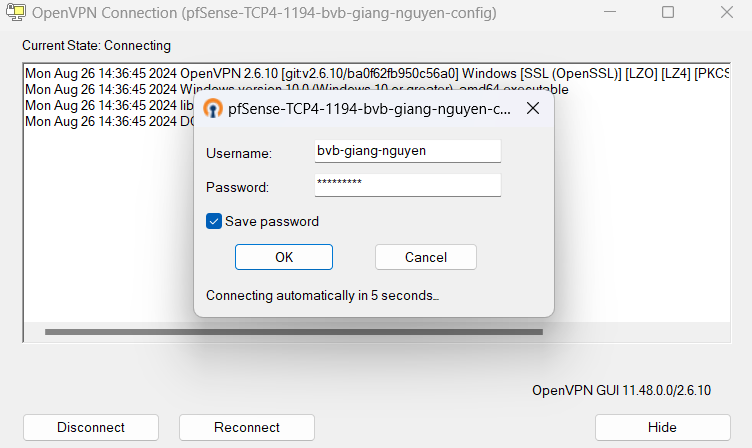 OpenVPN Connection (pfSense-TCP4-1194-bvb-giang-nguyen-config)
Current State: Connecting
Mon Aug 26 14:36:45 2024 OpenVPN 2.6.10 [git:v2.6.10/ba0f62fb950c56a0] Windows [SSL (OpenSSL)] [LZO] [LZ4] [PKCS
Mon Aug 26 14:36:45 2024 Windows version 10.0 (Windows 10 or greater), amd64 executable
Mon Aug 26 14:36:45 2024 lib
Mon Aug 26 14:36:45 2024 DC
pfSense-TCP4-1194-bvb-giang-nguyen-c...
Username: bvb-giang-nguyen
Password: *********
Save password
OK Cancel
Connecting automatically in 5 seconds...
OpenVPN GUI 11.48.0.0/2.6.10
Disconnect Reconnect Hide